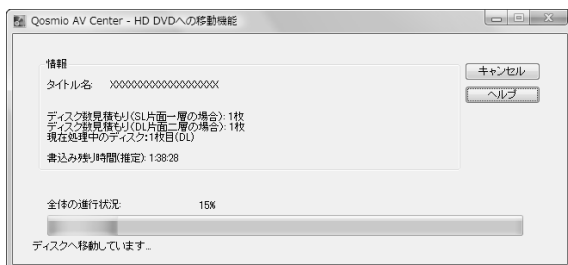 Qosmio AV Center - HD DVDへの移動機能
情報
キャンセル
タイトル名: XXXXXXXXXXXXXXXXXX
ヘルプ
ディスク数見積もり(SL片面一層の場合): 1枚
ディスク数見積もり(DL片面二層の場合): 1枚
現在処理中のディスク:1枚目(DL)
書込み残り時間(推定): 1:38:28
全体の進行状況: 15%
ディスクへ移動しています...